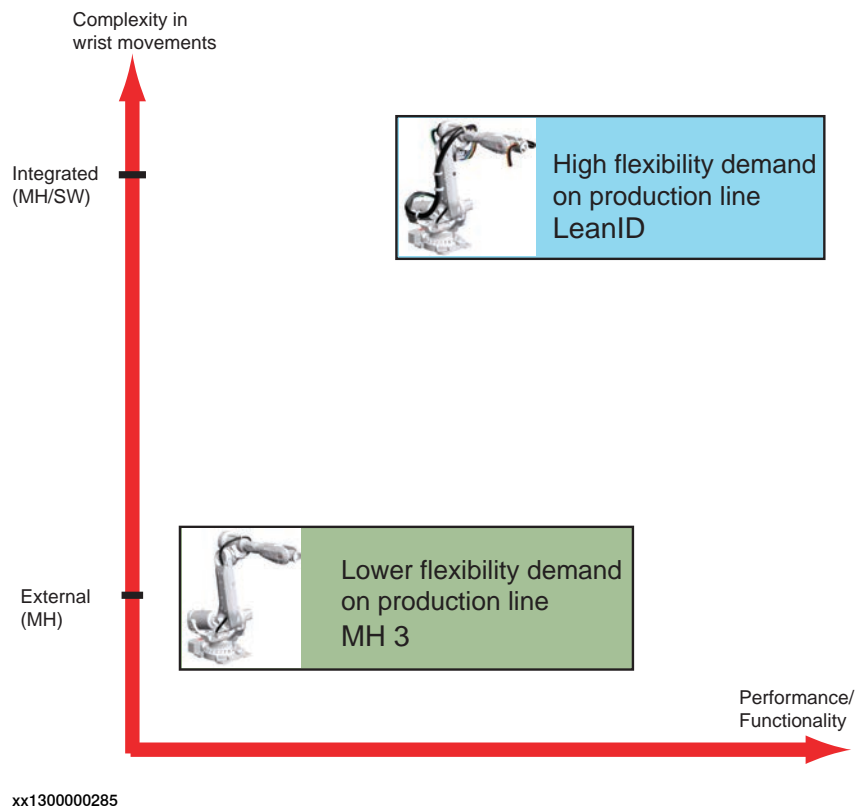 Complexity in
wrist movements
Integrated
(MH/SW)
High flexibility demand
on production line
LeanID
External
(MH)
Lower flexibility demand
on production line
MH 3
Performance/
Functionality
xx1300000285